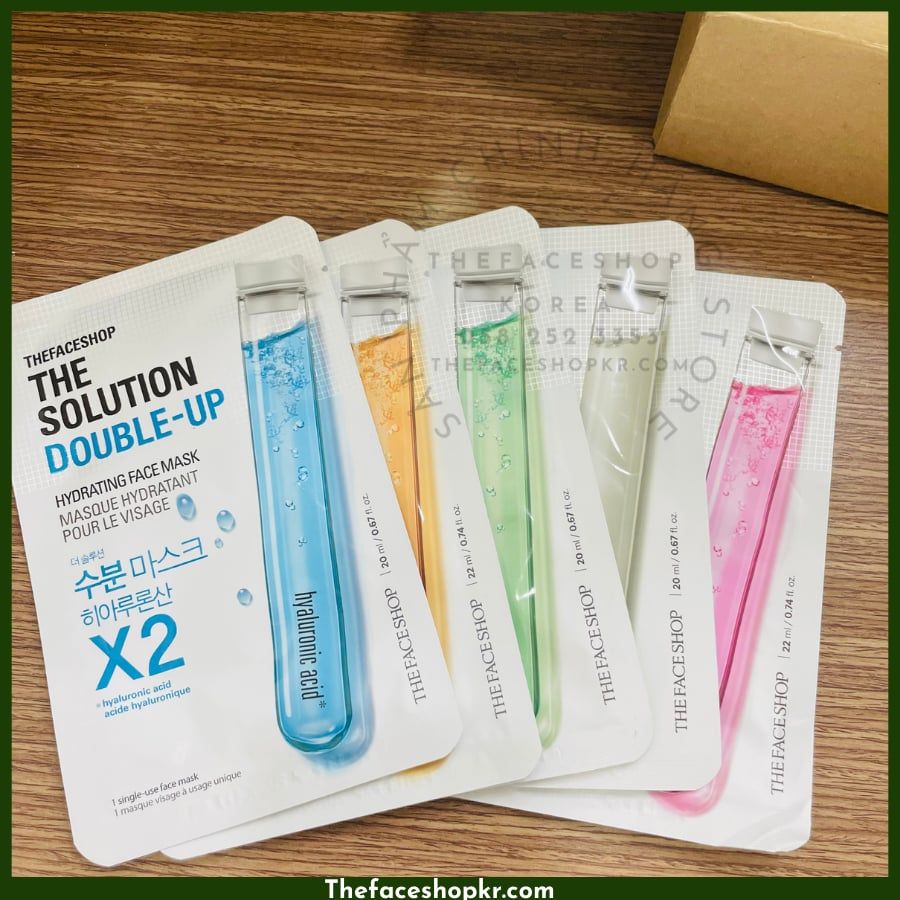 THEFACESHOP
THE
SOLUTION
DOUBLE-UP
HYDRATING FACE MASK
MASQUE HYDRATANT
POUR LE VISAGE
더 솔루션
수분 마스크
히아루론산
X2
*hyaluronic acid
acide hyaluronique
1 single-use face mask
1 masque visage à usage unique
hyaluronic acid*
THEFACESHOP | 20 ml / 0.67 fl. oz.
THEFACESHOP | 22 ml / 0.74 fl. oz.
THEFACESHOP | 20 ml / 0.67 fl. oz.
THEFACESHOP | 20 ml / 0.67 fl. oz.
THEFACESHOP | 22 ml / 0.74 fl. oz.
THEFACESHOP
KOREA
252 3353
THEFACESHOPKR.COM
STORE
Thefaceshopkr.com